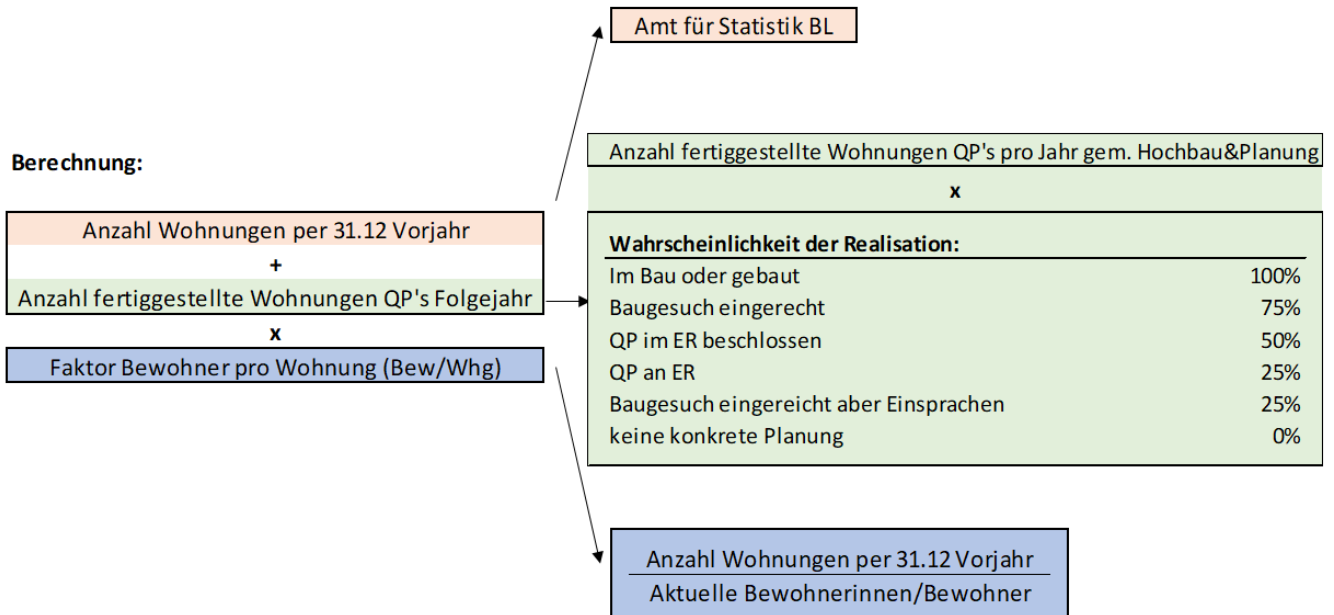 Amt für Statistik BL
Berechnung:
Anzahl Wohnungen per 31.12 Vorjahr
+
Anzahl fertiggestellte Wohnungen QP's Folgejahr
x
Faktor Bewohner pro Wohnung (Bew/Whg)
Anzahl fertiggestellte Wohnungen QP's pro Jahr gem. Hochbau&Planung
x
Wahrscheinlichkeit der Realisation:
Im Bau oder gebaut 100%
Baugesuch eingerecht 75%
QP im ER beschlossen 50%
QP an ER 25%
Baugesuch eingereicht aber Einsprachen 25%
keine konkrete Planung 0%
Anzahl Wohnungen per 31.12 Vorjahr
Aktuelle Bewohnerinnen/Bewohner